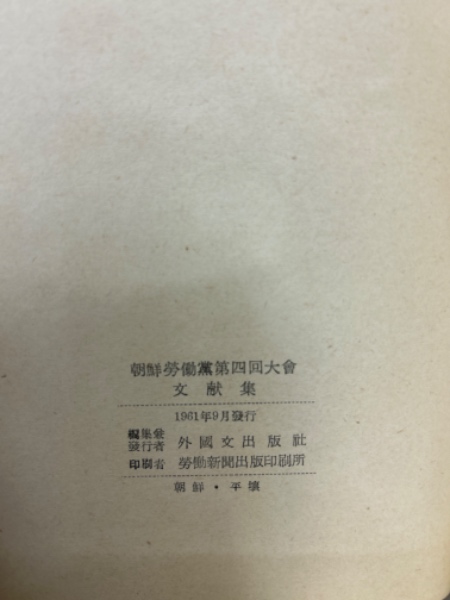 朝鮮勞働黨第四回大會
文献集
1961年9月發行
編集兼
發行者 外國文出版社
印刷者 勞働新聞出版印刷所
朝鮮・平壤